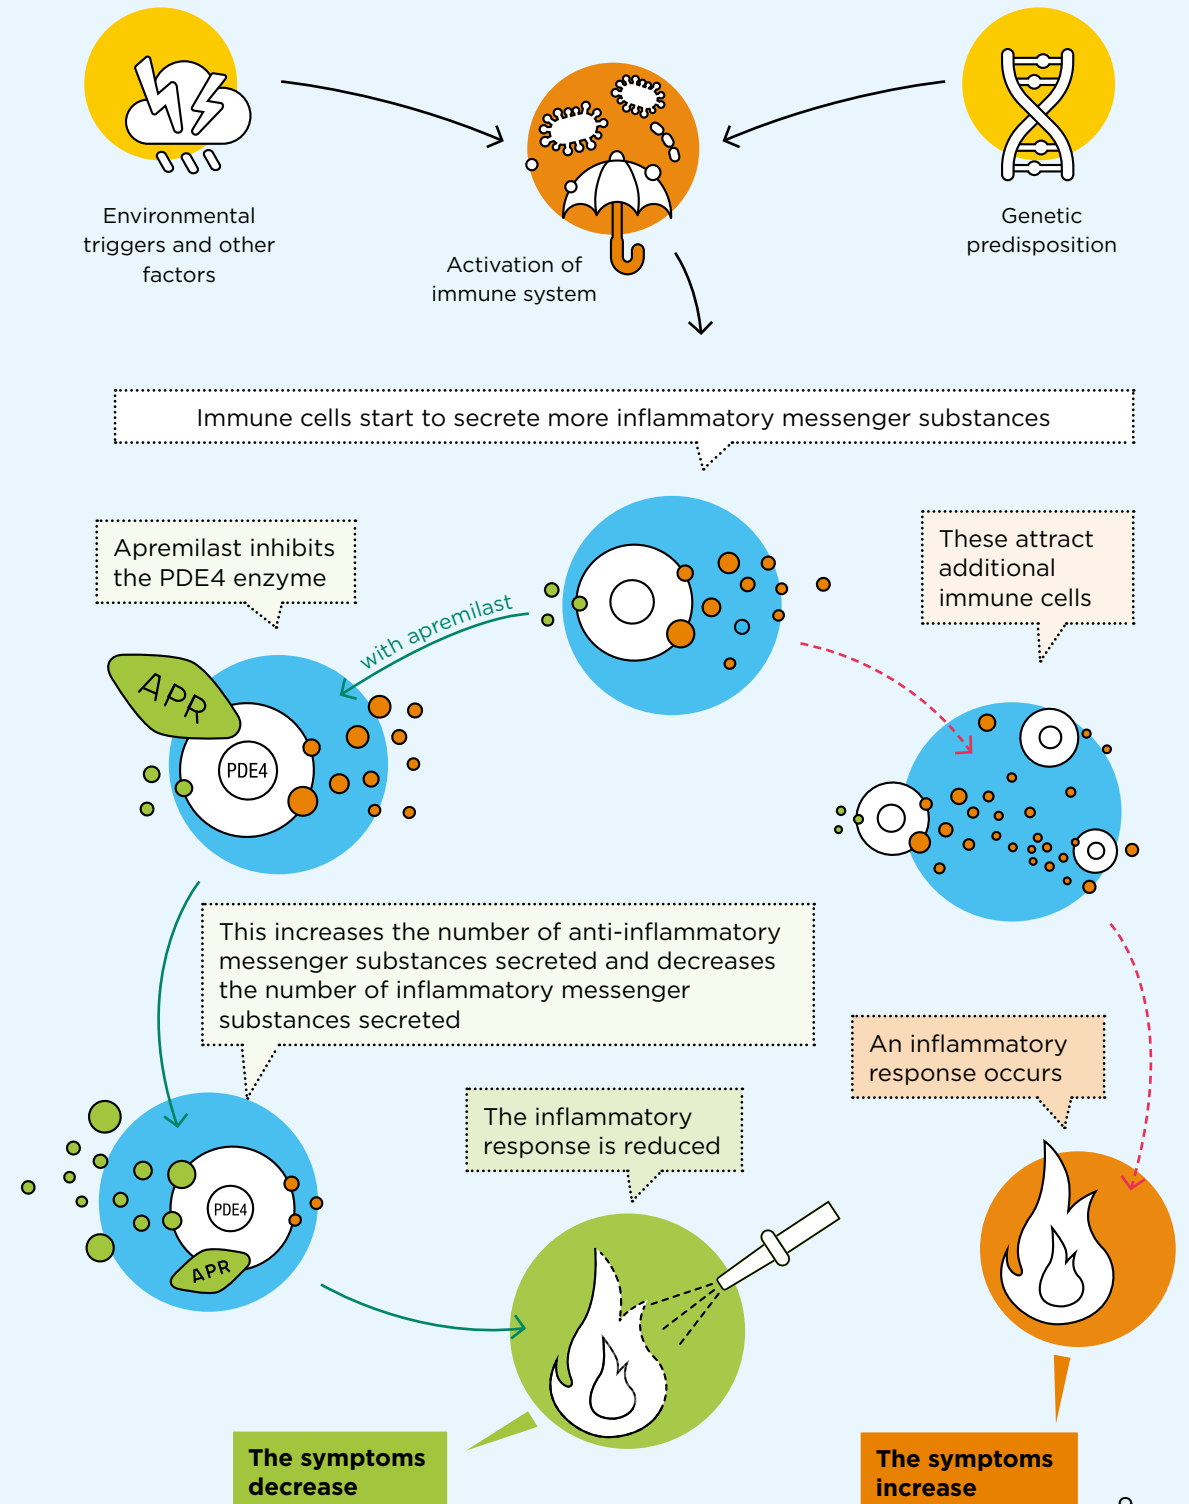 Environmental
triggers and other
factors
Activation of
immune system
Genetic
predisposition
Immune cells start to secrete more inflammatory messenger substances
Apremilast inhibits
the PDE4 enzyme
These attract
additional
immune cells
with apremilast
APR
PDE4
This increases the number of anti-inflammatory
messenger substances secreted and decreases
the number of inflammatory messenger
substances secreted
An inflammatory
response occurs
The inflammatory
response is reduced
PDE4
APR
The symptoms
decrease
The symptoms
increase